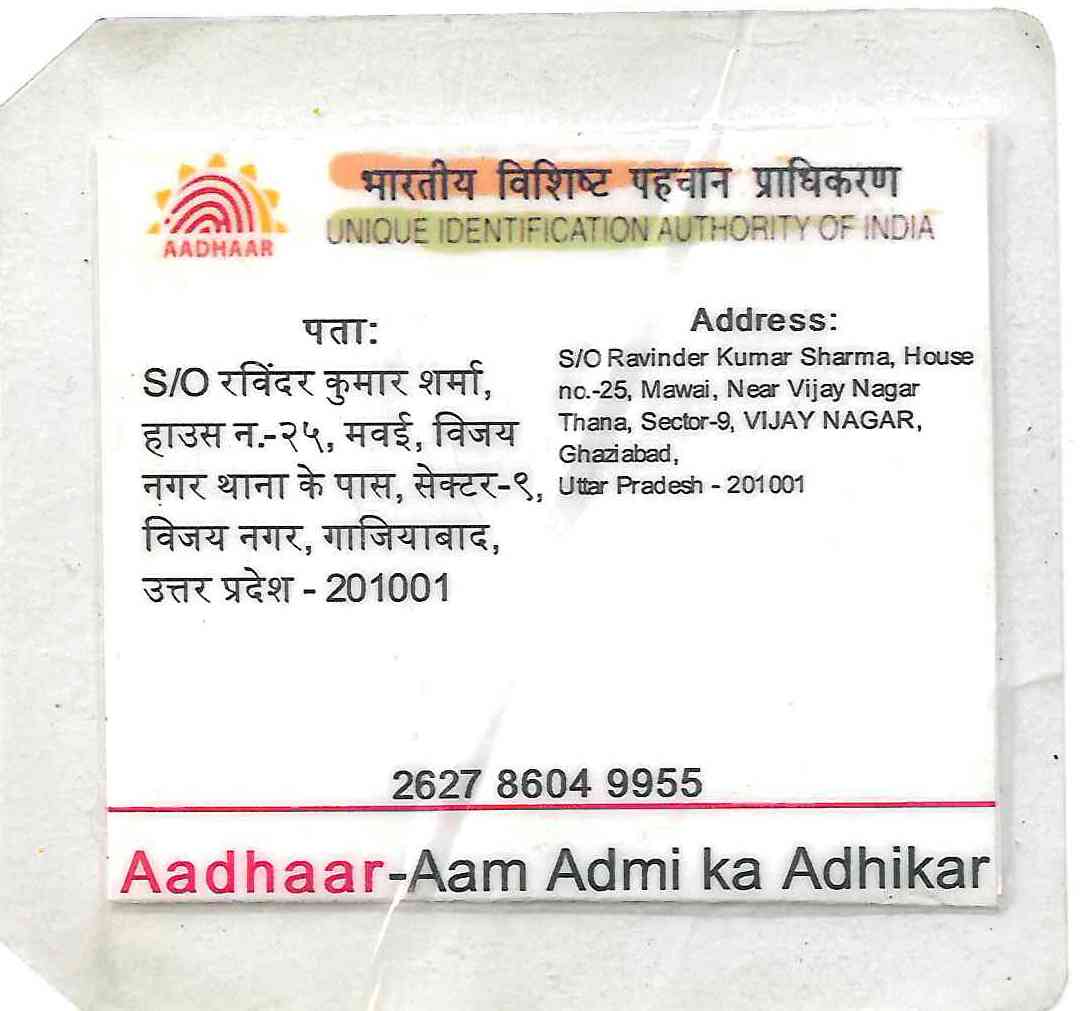 AADHAAR
भारतीय विशिष्ट पहचान प्राधिकरण
UNIQUE IDENTIFICATION AUTHORITY OF INDIA
पता:
S/O रविंदर कुमार शर्मा,
हाउस न.-२५, मवई, विजय
नगर थाना के पास, सेक्टर-९,
विजय नगर, गाजियाबाद,
उत्तर प्रदेश - 201001
Address:
S/O Ravinder Kumar Sharma, House
no.-25, Mawai, Near Vijay Nagar
Thana, Sector-9, VIJAY NAGAR,
Ghaziabad,
Uttar Pradesh - 201001
2627 8604 9955
Aadhaar-Aam Admi ka Adhikar